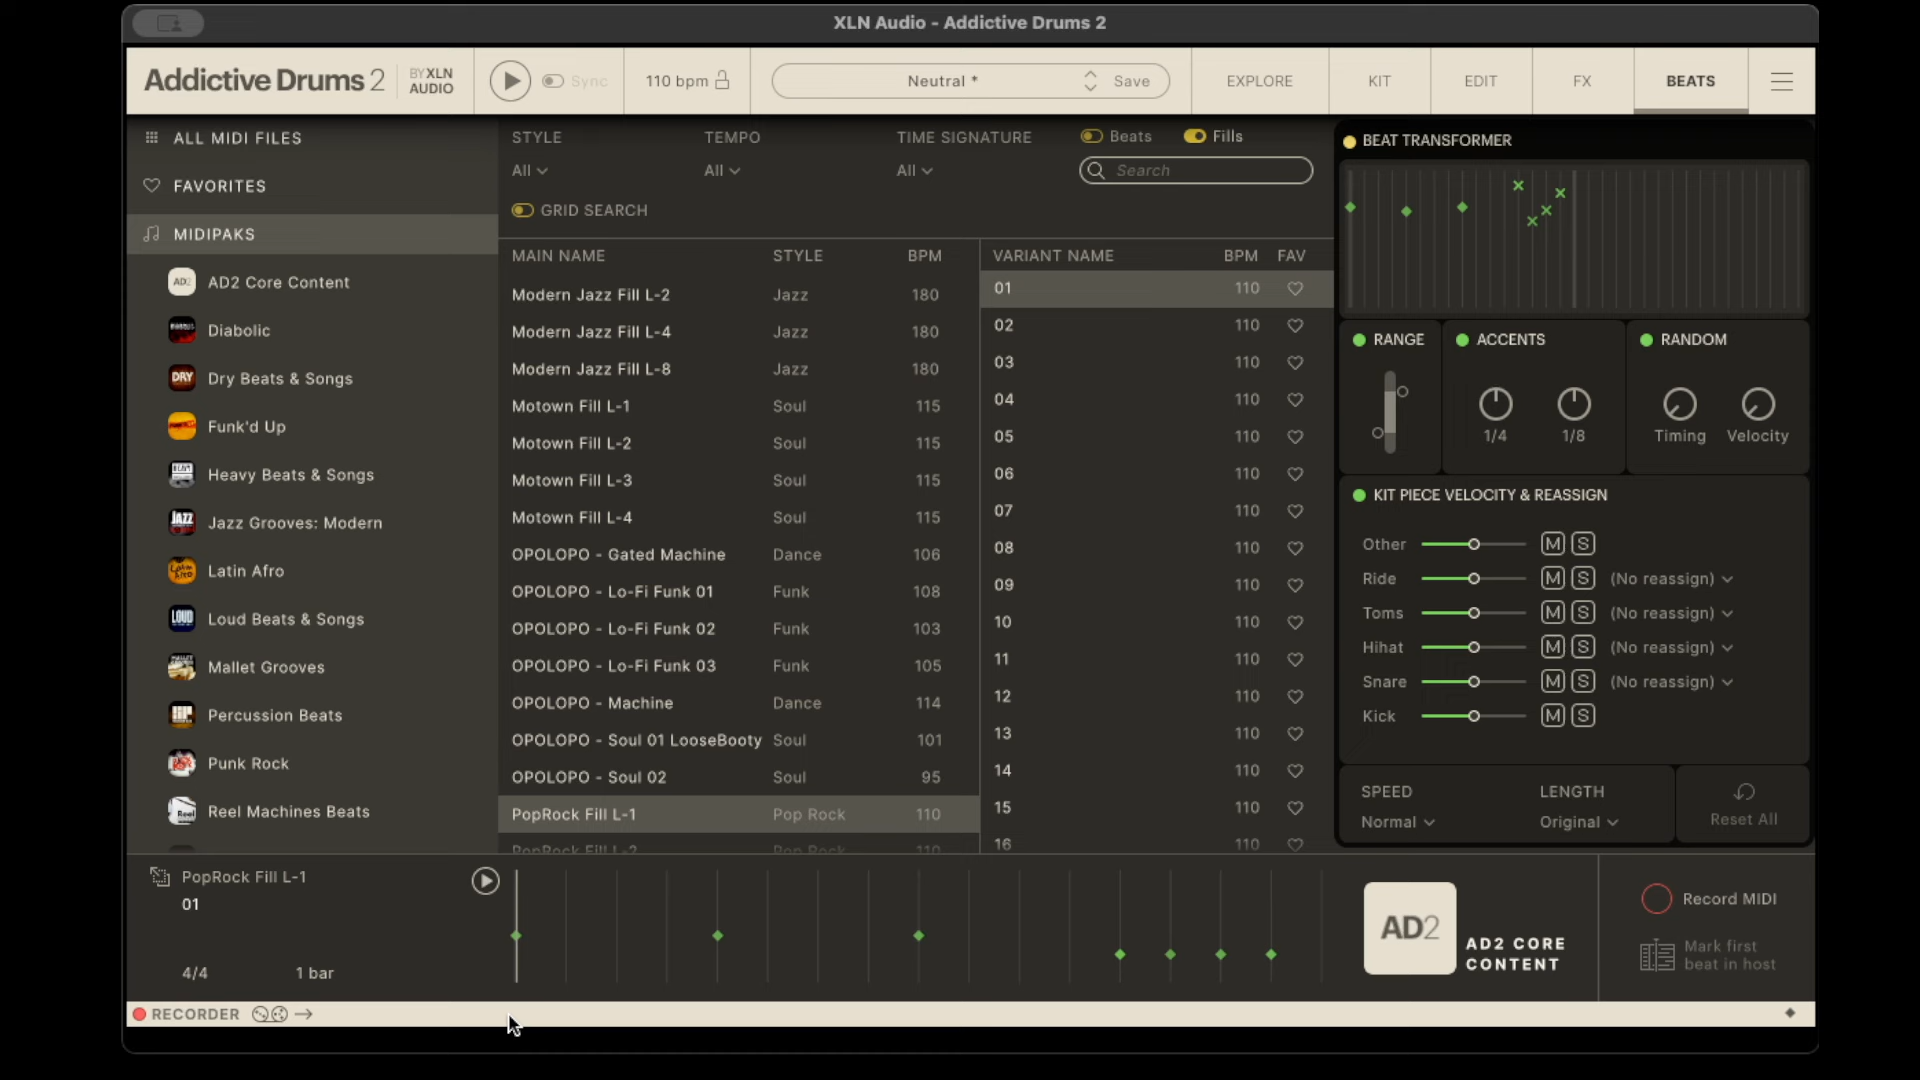 XLN Audio - Addictive Drums 2
Addictive Drums 2 BY XLN AUDIO
Sync
110 bpm
Neutral *
Save
EXPLORE
KIT
EDIT
FX
BEATS
ALL MIDI FILES
FAVORITES
MIDIPAKS
AD2 AD2 Core Content
Diabolic
DRY Dry Beats & Songs
Funk'd Up
Heavy Beats & Songs
JAZZ Jazz Grooves: Modern
Latin Afro Latin Afro
LOUD Loud Beats & Songs
Mallet Grooves
Percussion Beats
Punk Rock
Reel Reel Machines Beats
STYLE TEMPO TIME SIGNATURE Beats Fills
All All All Search
GRID SEARCH
MAIN NAME STYLE BPM
Modern Jazz Fill L-2 Jazz 180
Modern Jazz Fill L-4 Jazz 180
Modern Jazz Fill L-8 Jazz 180
Motown Fill L-1 Soul 115
Motown Fill L-2 Soul 115
Motown Fill L-3 Soul 115
Motown Fill L-4 Soul 115
OPOLOPO - Gated Machine Dance 106
OPOLOPO - Lo-Fi Funk 01 Funk 108
OPOLOPO - Lo-Fi Funk 02 Funk 103
OPOLOPO - Lo-Fi Funk 03 Funk 105
OPOLOPO - Machine Dance 114
OPOLOPO - Soul 01 LooseBooty Soul 101
OPOLOPO - Soul 02 Soul 95
PopRock Fill L-1 Pop Rock 110
PopRock Fill L-2 Pop Rock 110
VARIANT NAME BPM FAV
01 110
02 110
03 110
04 110
05 110
06 110
07 110
08 110
09 110
10 110
11 110
12 110
13 110
14 110
15 110
16 110
BEAT TRANSFORMER
RANGE
ACCENTS
1/4 1/8
RANDOM
Timing Velocity
KIT PIECE VELOCITY & REASSIGN
Other M S
Ride M S (No reassign)
Toms M S (No reassign)
Hihat M S (No reassign)
Snare M S (No reassign)
Kick M S
SPEED LENGTH
Normal Original
Reset All
PopRock Fill L-1
01
4/4 1 bar
AD2
AD2 CORE
CONTENT
Record MIDI
Mark first
beat in host
RECORDER